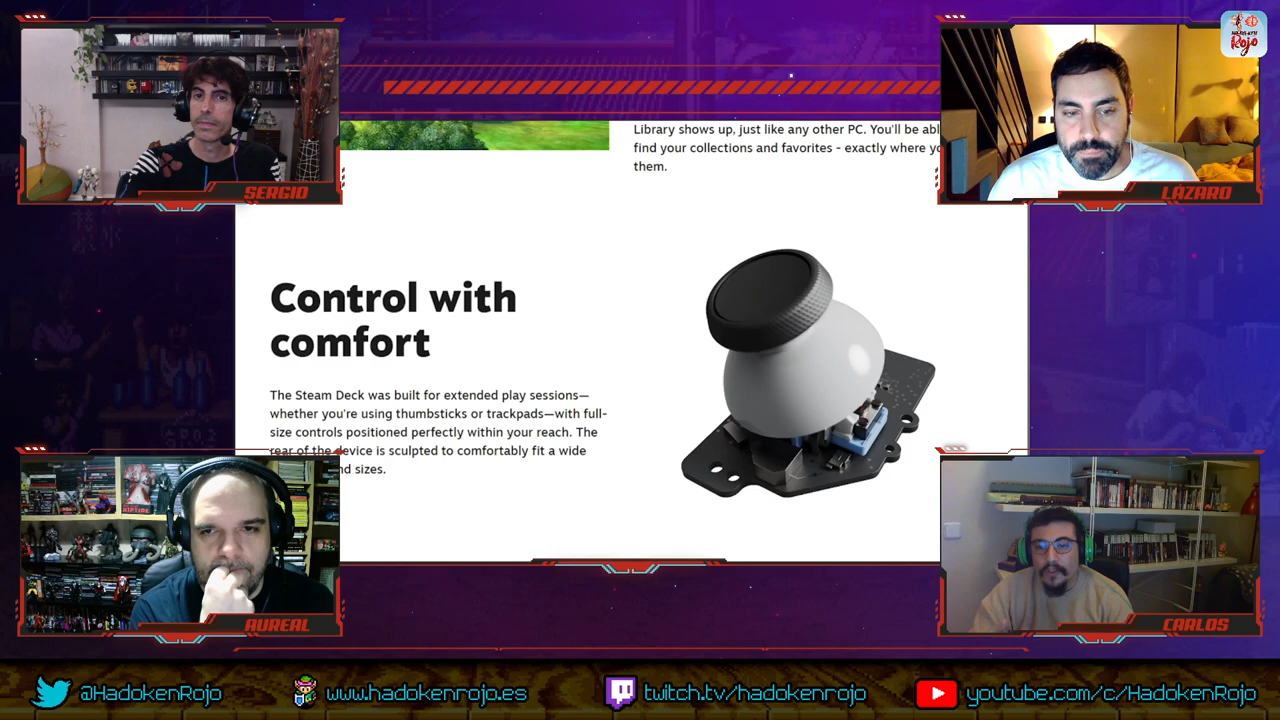 Rojo
SERGIO
LÁZARO
Library shows up, just like any other PC. You'll be abl
find your collections and favorites - exactly where yo
them.
Control with
comfort
The Steam Deck was built for extended play sessions—
whether you're using thumbsticks or trackpads—with full-
size controls positioned perfectly within your reach. The
rear of the device is sculpted to comfortably fit a wide
nd sizes.
RIPTIDE
AUREAL
CARLOS
@HadokenRojo
www.hadokenrojo.es
twitch.tv/hadokenrojo
youtube.com/c/HadokenRojo